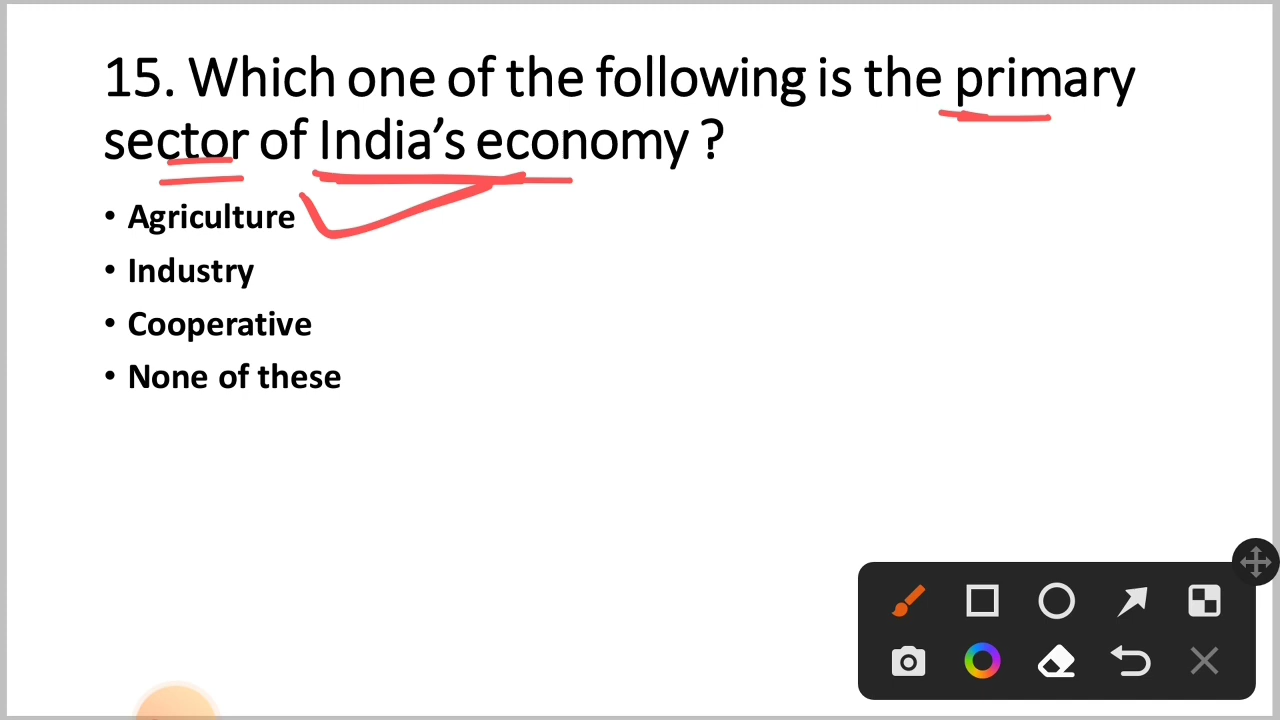 15. Which one of the following is the primary
sector of India’s economy ?
• Agriculture
• Industry
• Cooperative
• None of these